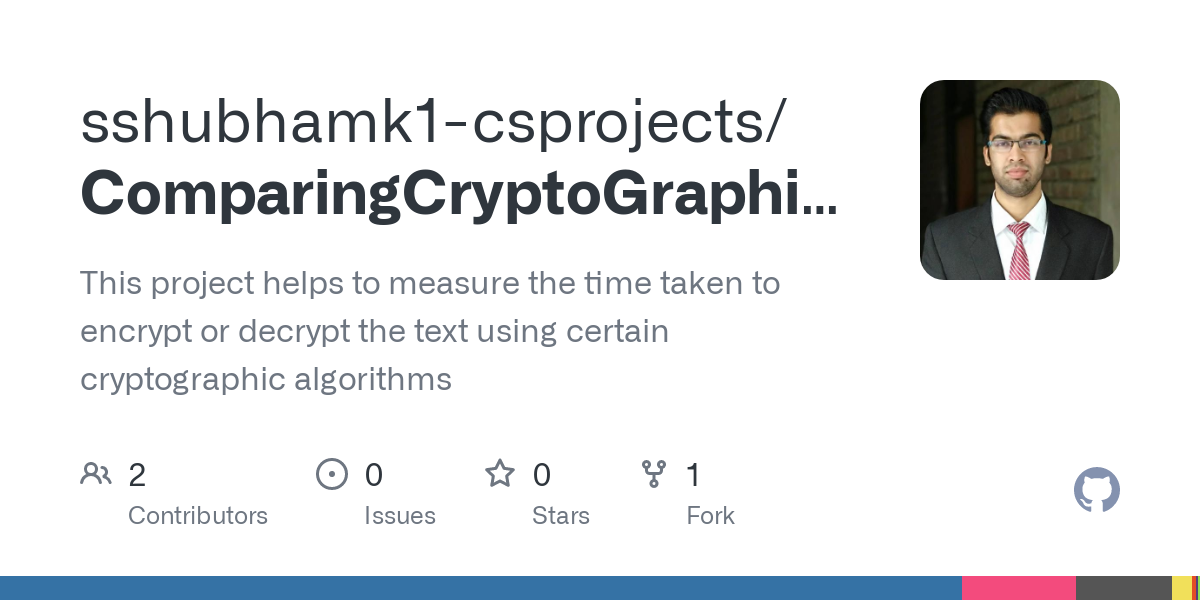 sshubhamk1-csprojects/
ComparingCryptoGraphi...
This project helps to measure the time taken to
encrypt or decrypt the text using certain
cryptographic algorithms
2 0 0 1
Contributors Issues Stars Fork